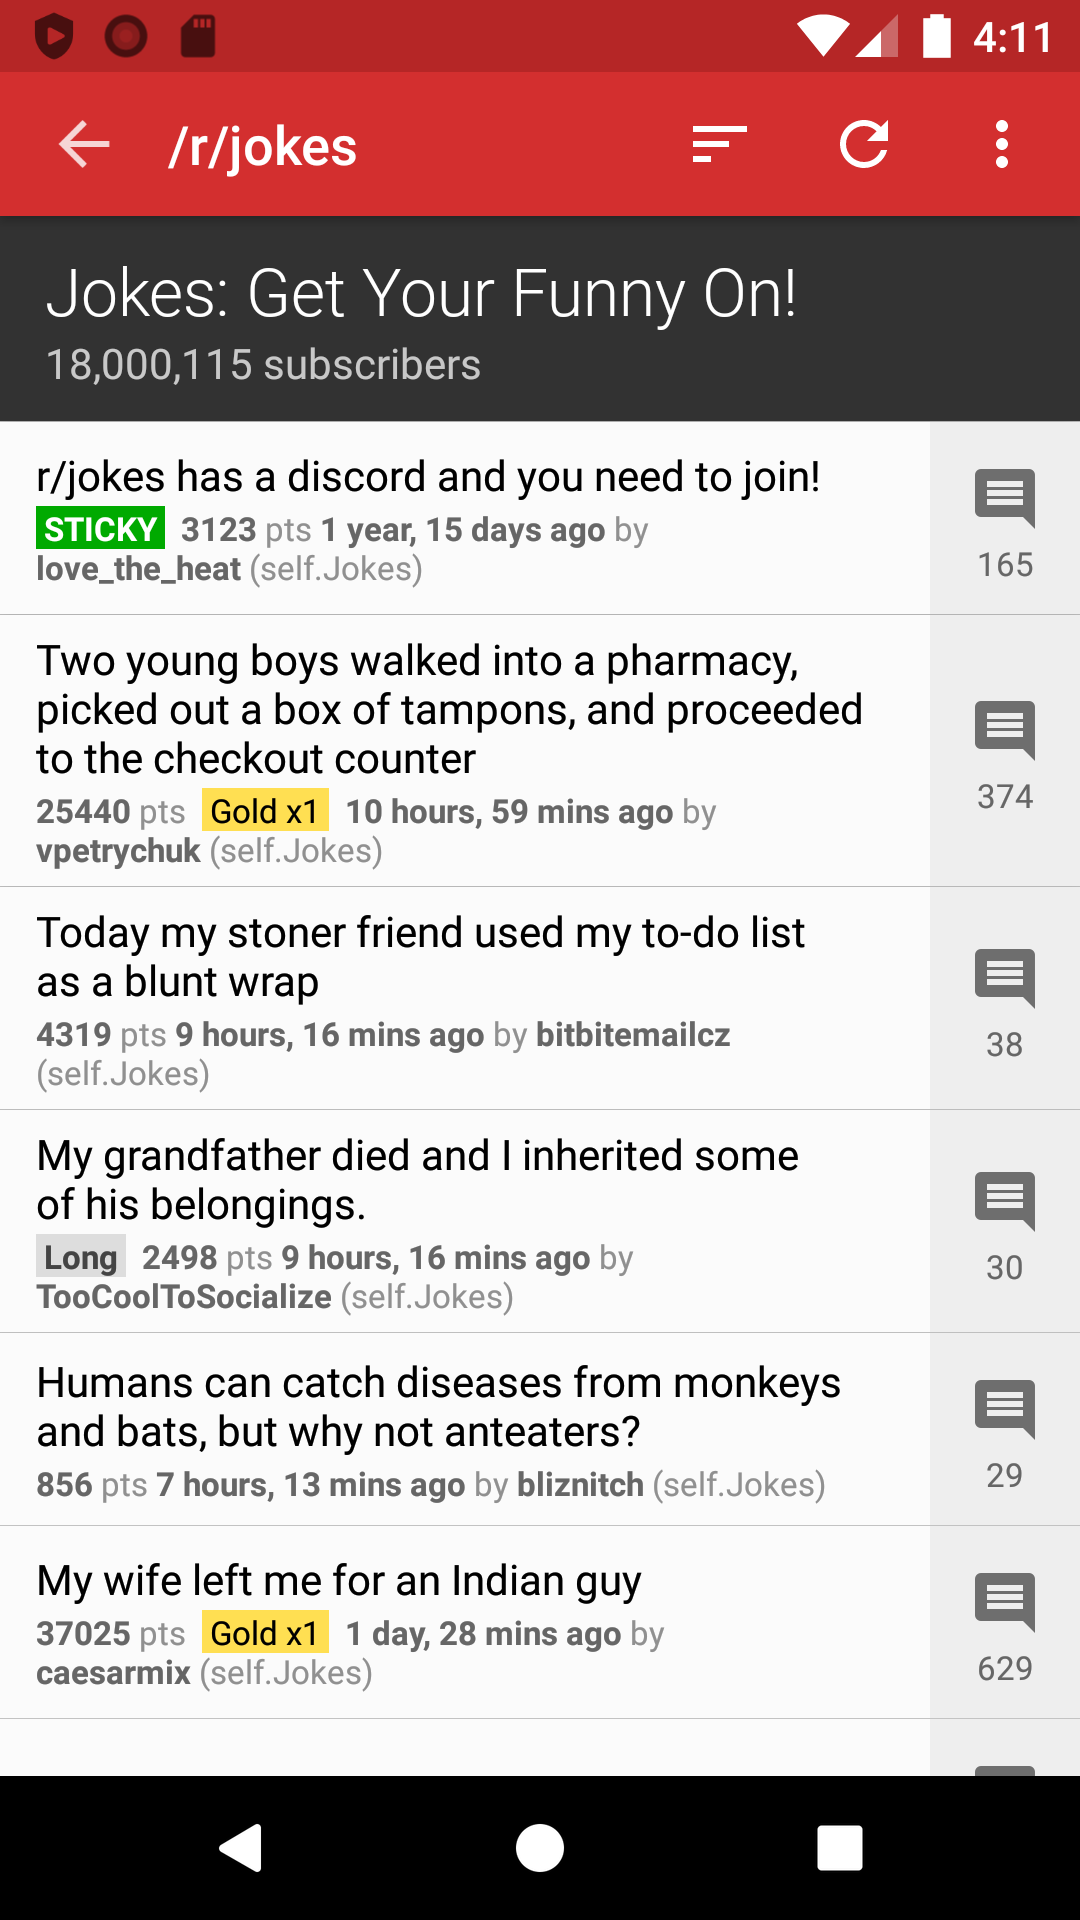 4:11
/r/jokes
Jokes: Get Your Funny On!
18,000,115 subscribers
r/jokes has a discord and you need to join!
STICKY 3123 pts 1 year, 15 days ago by
love_the_heat (self.Jokes)
165
Two young boys walked into a pharmacy,
picked out a box of tampons, and proceeded
to the checkout counter
25440 pts Gold x1 10 hours, 59 mins ago by
vpetrychuk (self.Jokes)
374
Today my stoner friend used my to-do list
as a blunt wrap
4319 pts 9 hours, 16 mins ago by bitbitemailcz
(self.Jokes)
38
My grandfather died and I inherited some
of his belongings.
Long 2498 pts 9 hours, 16 mins ago by
TooCoolToSocialize (self.Jokes)
30
Humans can catch diseases from monkeys
and bats, but why not anteaters?
856 pts 7 hours, 13 mins ago by bliznitch (self.Jokes)
29
My wife left me for an Indian guy
37025 pts Gold x1 1 day, 28 mins ago by
caesarmix (self.Jokes)
629